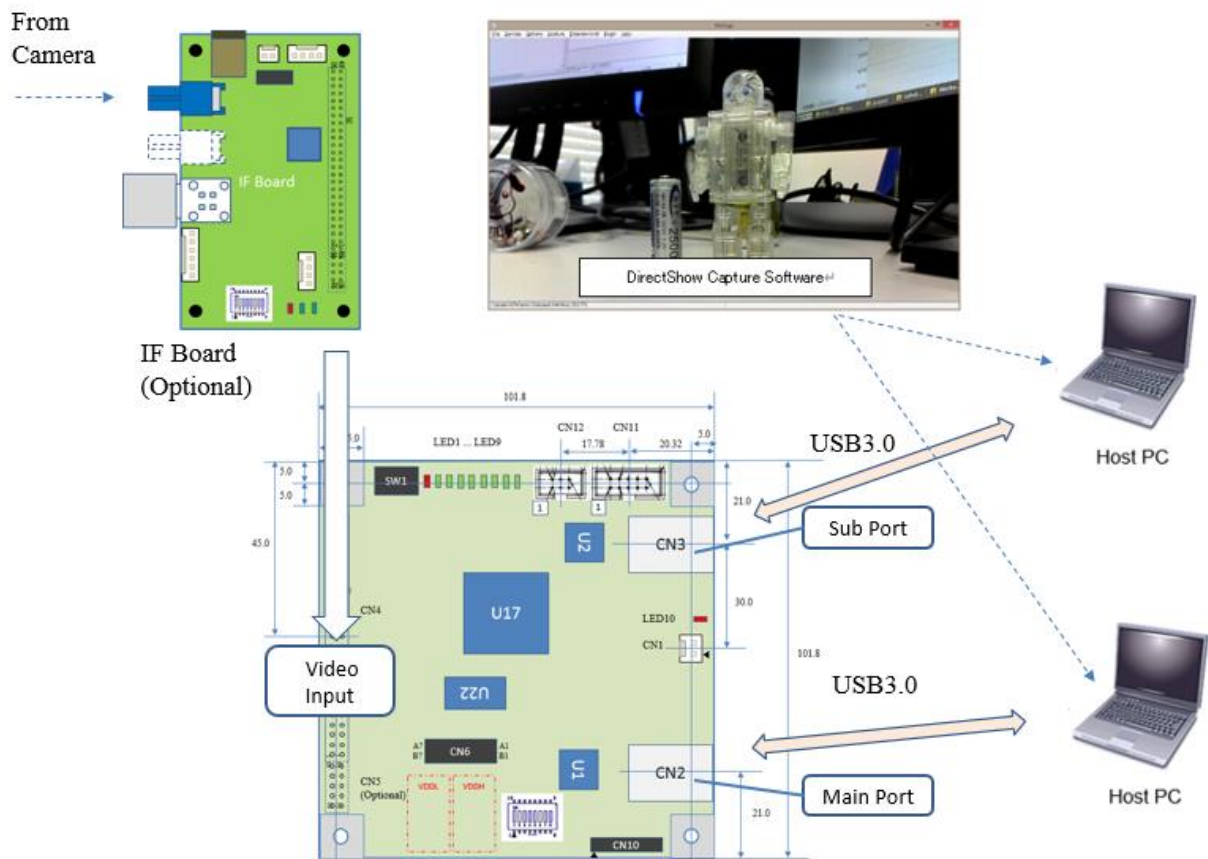 From
Camera
IF Board
IF Board
(Optional)
DirectShow Capture Software
101.8
CN12
CN11
5.0
LED1 ... LED9
17.78
20.32
USB3.0
Host PC
5.0
5.0
SW1
1
1
21.0
Sub Port
45.0
U2
CN3
U17
30.0
CN4
LED10
CN1
101.8
Video
Input
U22
USB3.0
A7
B7
CN6
A1
B1
U1
CN2
CN5
(Optional)
VDDL
VDDH
Main Port
21.0
Host PC
CN10